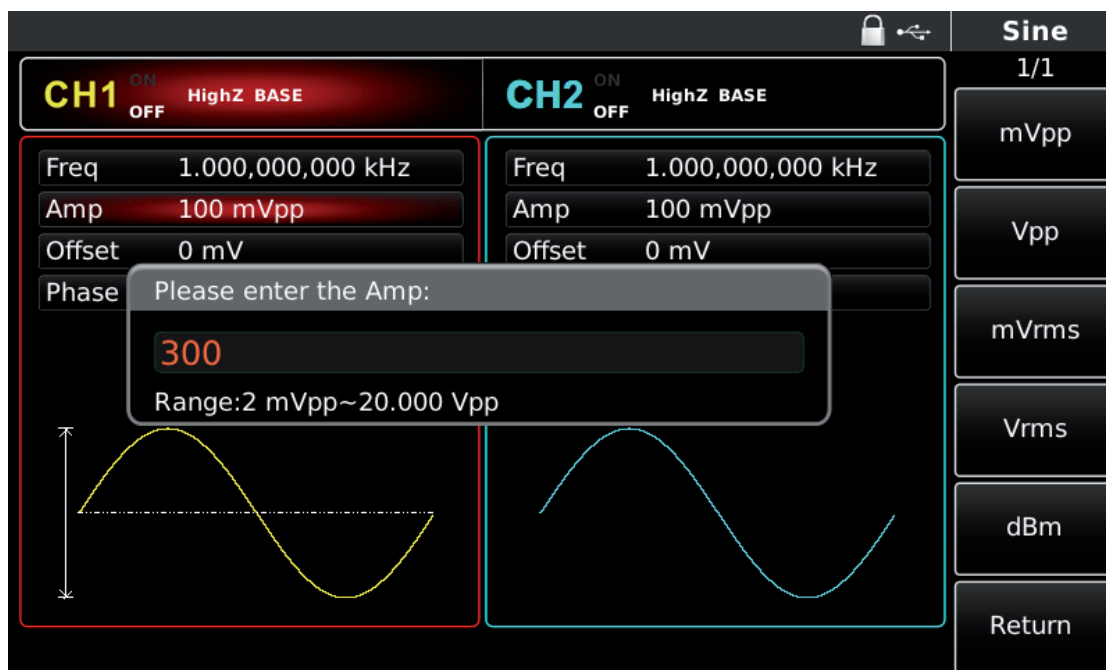 Sine
1/1
CH1 ON OFF HighZ BASE
CH2 ON OFF HighZ BASE
Freq 1.000,000,000 kHz
Amp 100 mVpp
Offset 0 mV
Phase
Freq 1.000,000,000 kHz
Amp 100 mVpp
Offset 0 mV
Please enter the Amp:
300
Range:2 mVpp~20.000 Vpp
mVpp
Vpp
mVrms
Vrms
dBm
Return